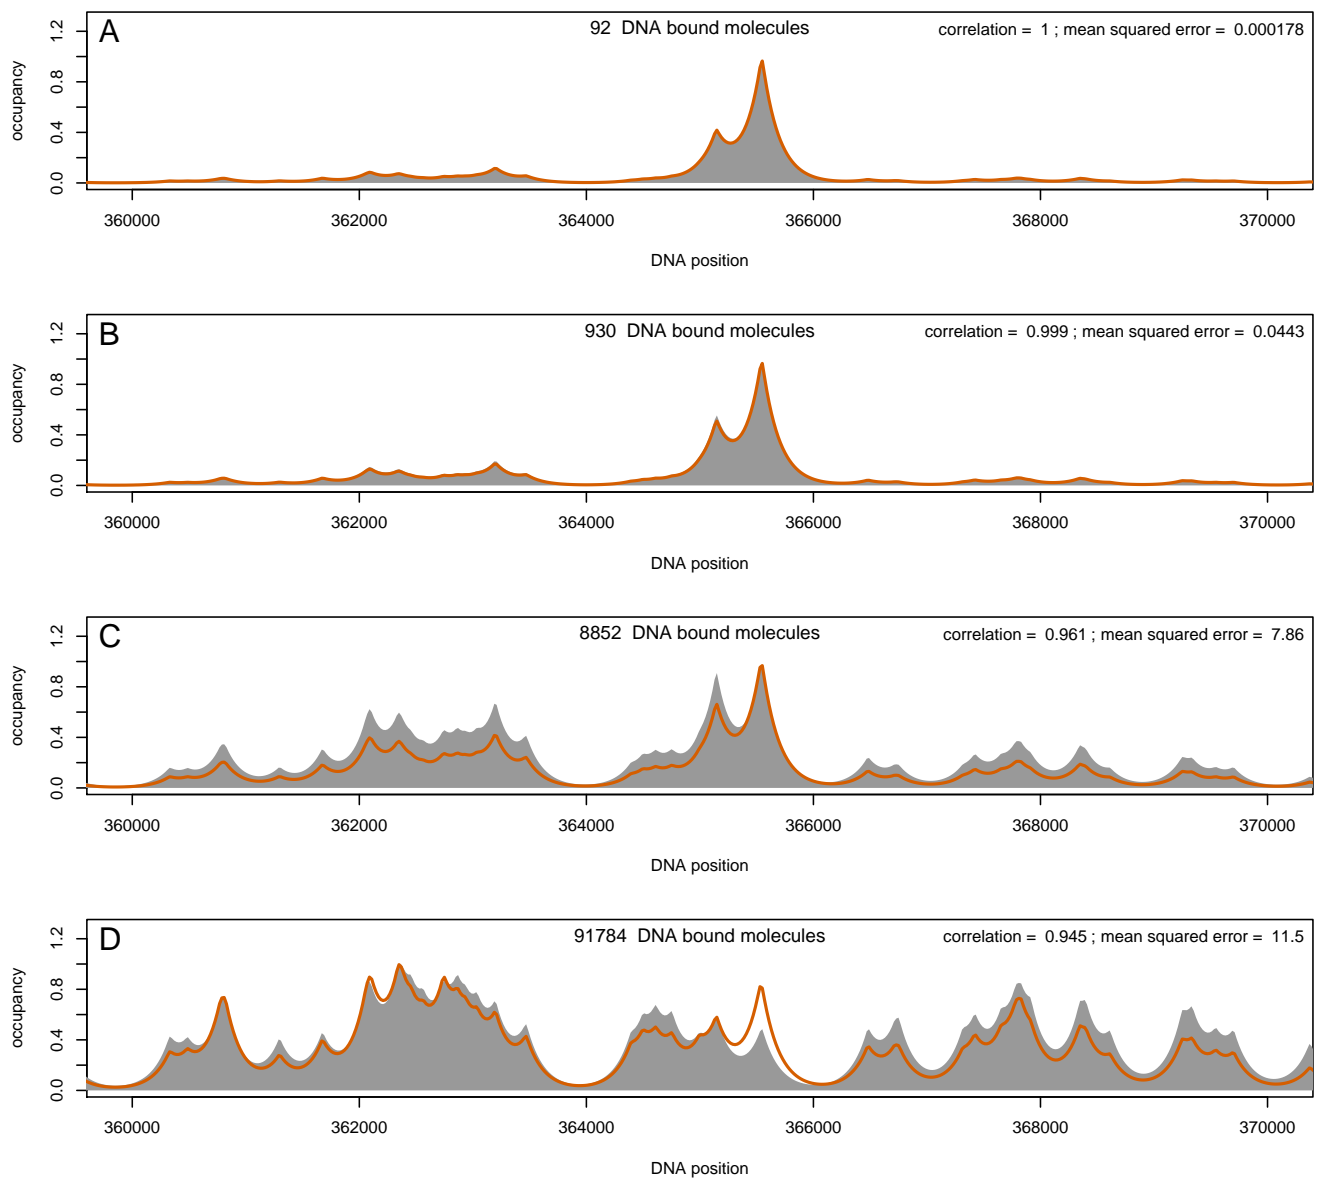 A
92 DNA bound molecules
correlation = 1 ; mean squared error = 0.000178
occupancy
0.0 0.4 0.8 1.2
360000 362000 364000 366000 368000 370000
DNA position
B
930 DNA bound molecules
correlation = 0.999 ; mean squared error = 0.0443
occupancy
0.0 0.4 0.8 1.2
360000 362000 364000 366000 368000 370000
DNA position
C
8852 DNA bound molecules
correlation = 0.961 ; mean squared error = 7.86
occupancy
0.0 0.4 0.8 1.2
360000 362000 364000 366000 368000 370000
DNA position
D
91784 DNA bound molecules
correlation = 0.945 ; mean squared error = 11.5
occupancy
0.0 0.4 0.8 1.2
360000 362000 364000 366000 368000 370000
DNA position